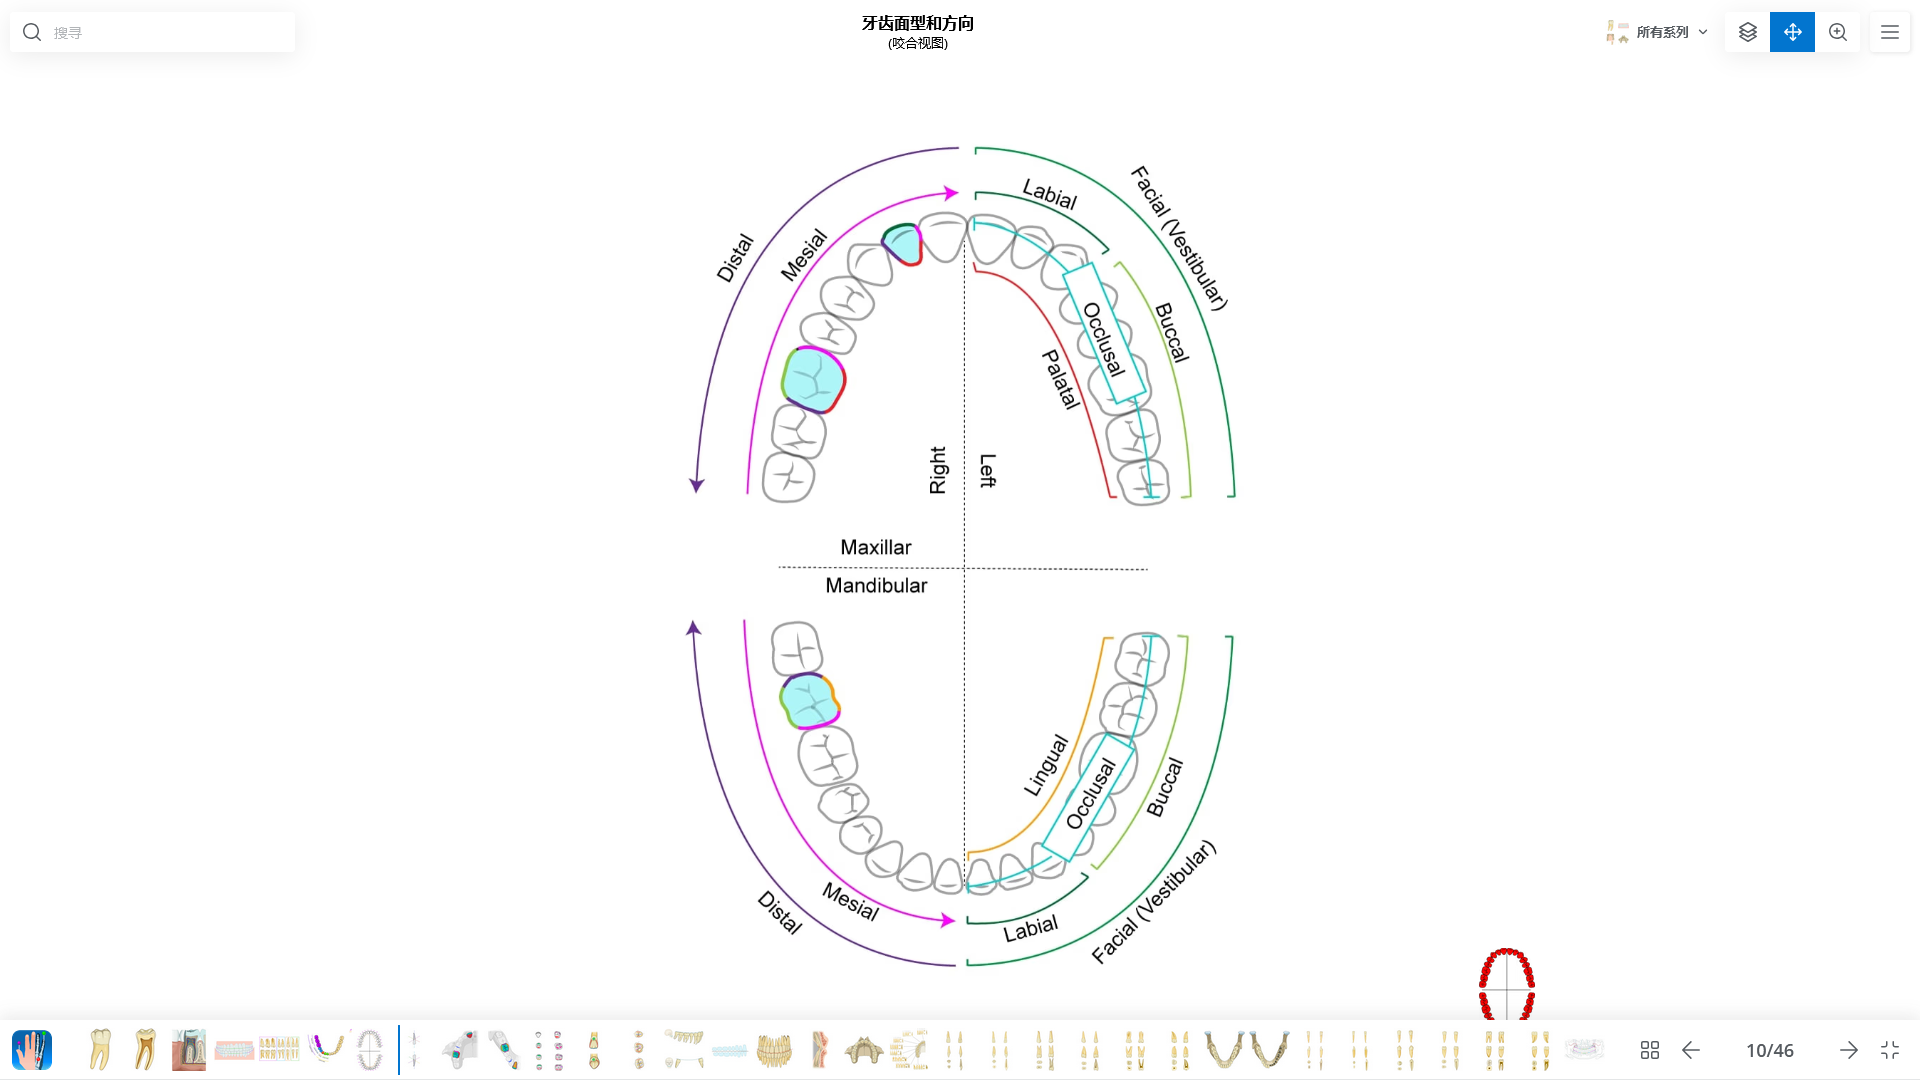 搜寻
牙齿面型和方向
(咬合视图)
所有系列
Distal
Mesial
Labial
Facial (Vestibular)
Occlusal
Buccal
Palatal
Right
Left
Maxillar
Mandibular
Lingual
Occlusal
Buccal
Mesial
Distal
Labial
Facial (Vestibular)
10/46